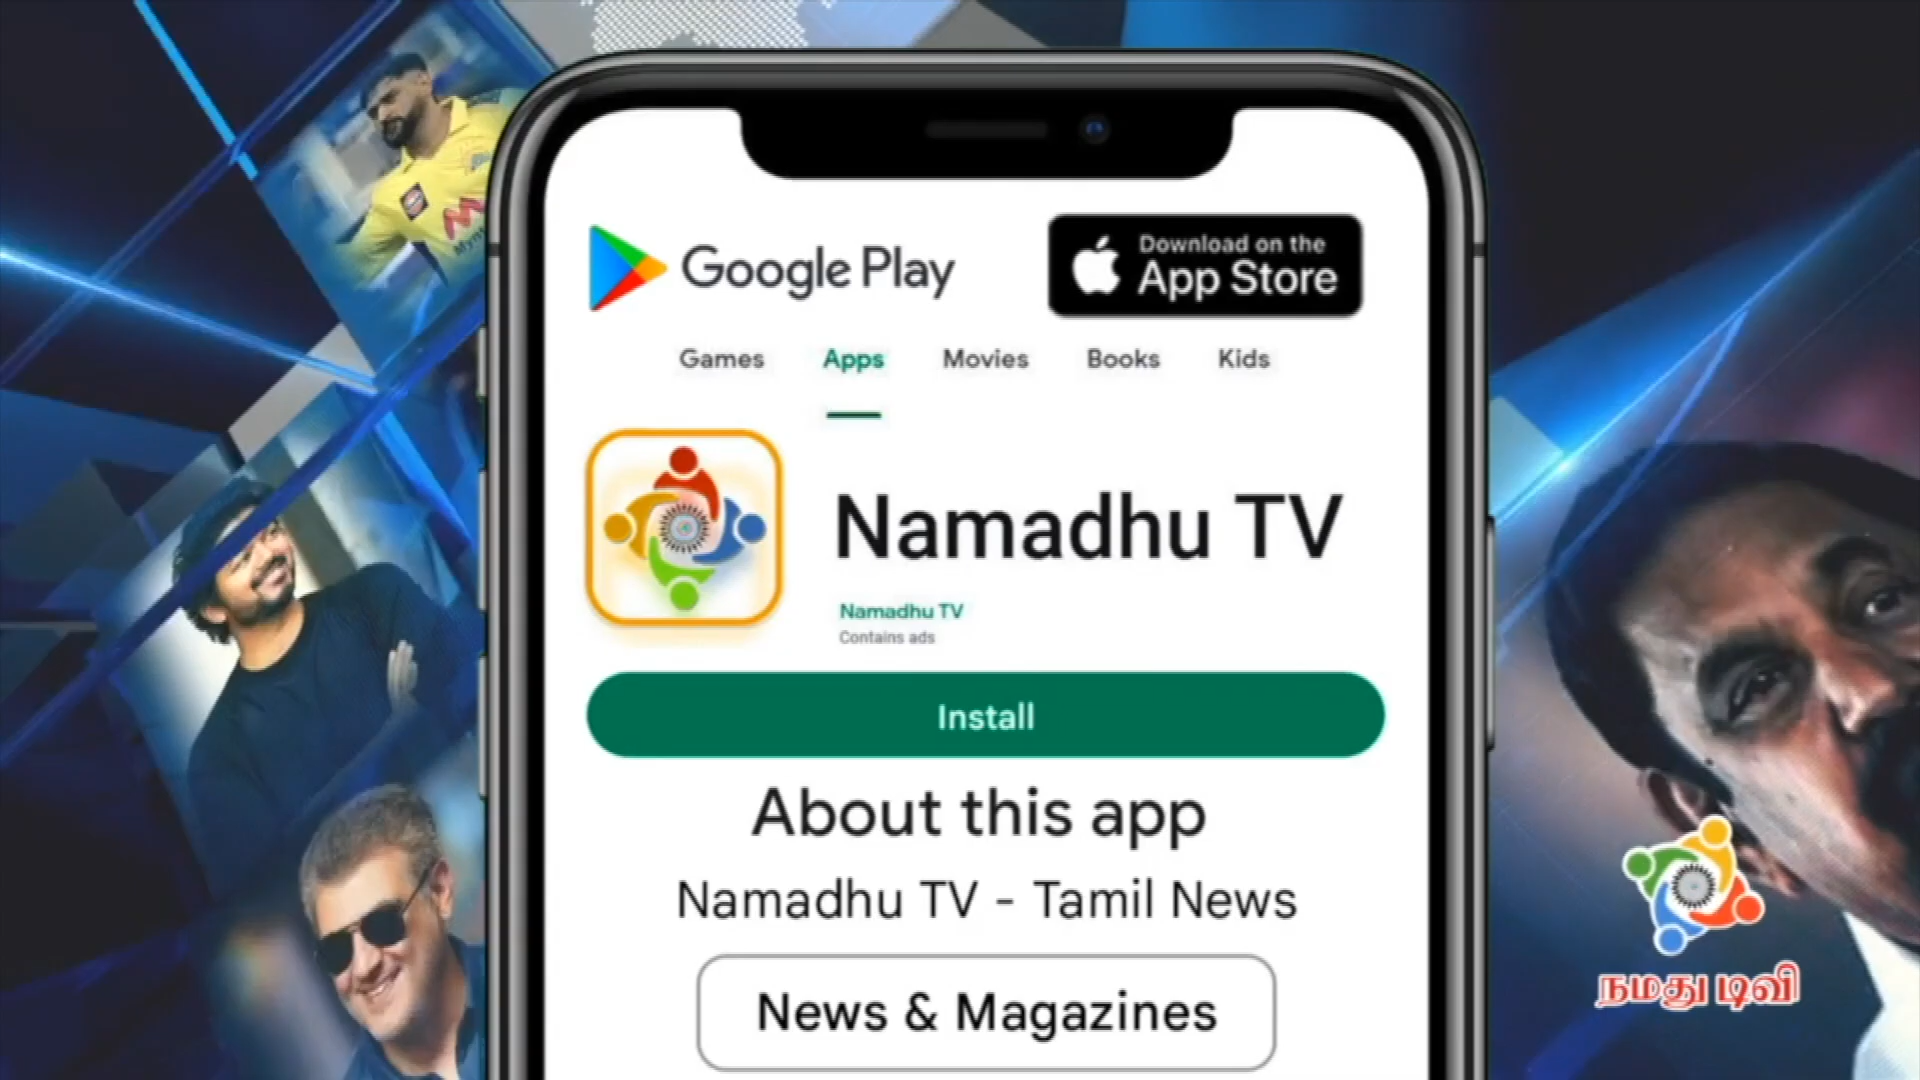 Google Play
Download on the
App Store
Games Apps Movies Books Kids
Namadhu TV
Namadhu TV
Contains ads
Install
About this app
Namadhu TV - Tamil News
News & Magazines
நமது டிவி